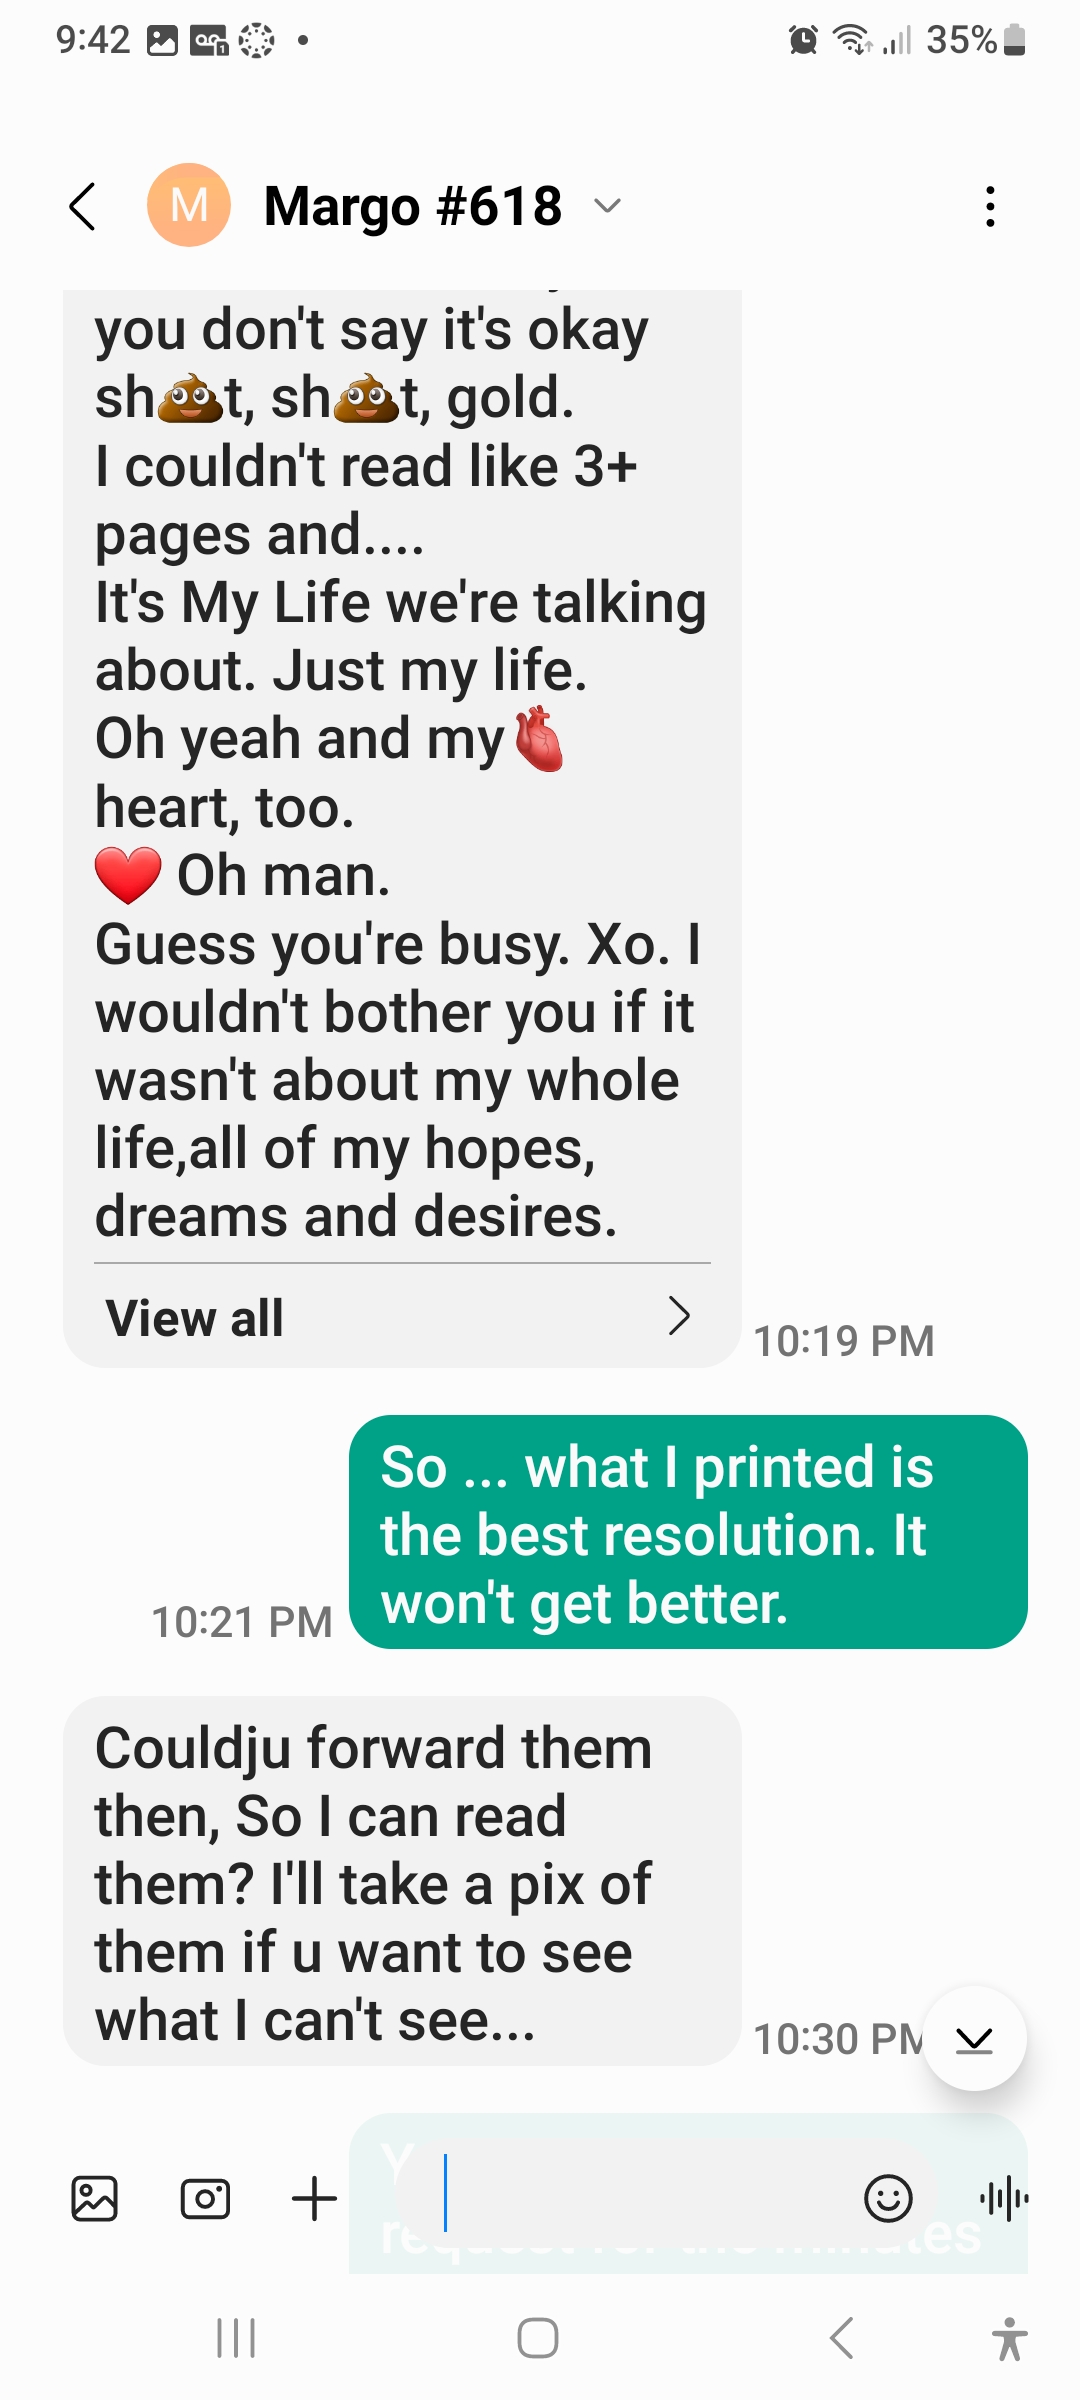 9:42
35%
M Margo #618
you don't say it's okay
sh💩t, sh💩t, gold.
I couldn't read like 3+
pages and....
It's My Life we're talking
about. Just my life.
Oh yeah and my🫀
heart, too.
❤️ Oh man.
Guess you're busy. Xo. I
wouldn't bother you if it
wasn't about my whole
life,all of my hopes,
dreams and desires.
View all
10:19 PM
So ... what I printed is
the best resolution. It
won't get better.
10:21 PM
Couldju forward them
then, So I can read
them? I'll take a pix of
them if u want to see
what I can't see...
10:30 PM